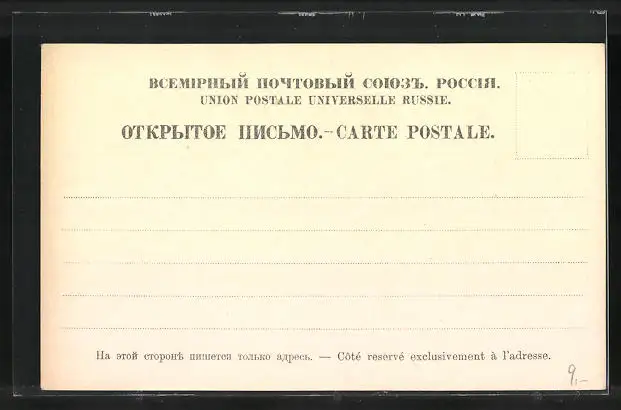 ВСЕМІРНЫЙ ПОЧТОВЫЙ СОЮЗЪ. РОССІЯ.
UNION POSTALE UNIVERSELLE RUSSIE.
ОТКРЫТОЕ ПИСЬМО.-CARTE POSTALE.
На этой сторонѣ пишется только адресъ. — Côté reservé exclusivement à l'adresse.
9,-